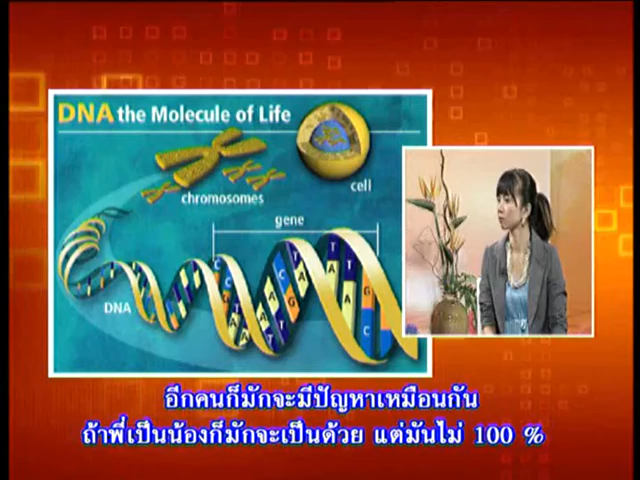 DNA the Molecule of Life
cell
chromosomes
gene
DNA
อีกคนก็มักจะมีปัญหาเหมือนกัน
ถ้าพี่เป็นน้องก็มักจะเป็นด้วย แต่มันไม่ 100 %